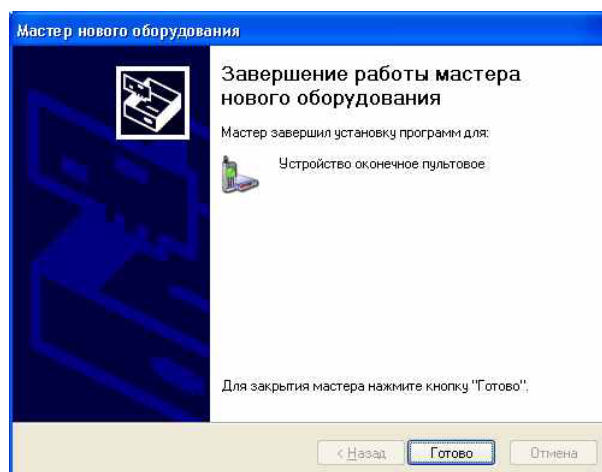 Мастер нового оборудования
Завершение работы мастера
нового оборудования
Мастер завершил установку программ для:
Устройство оконечное пультовое
Для закрытия мастера нажмите кнопку "Готово".
< Назад
Готово
Отмена